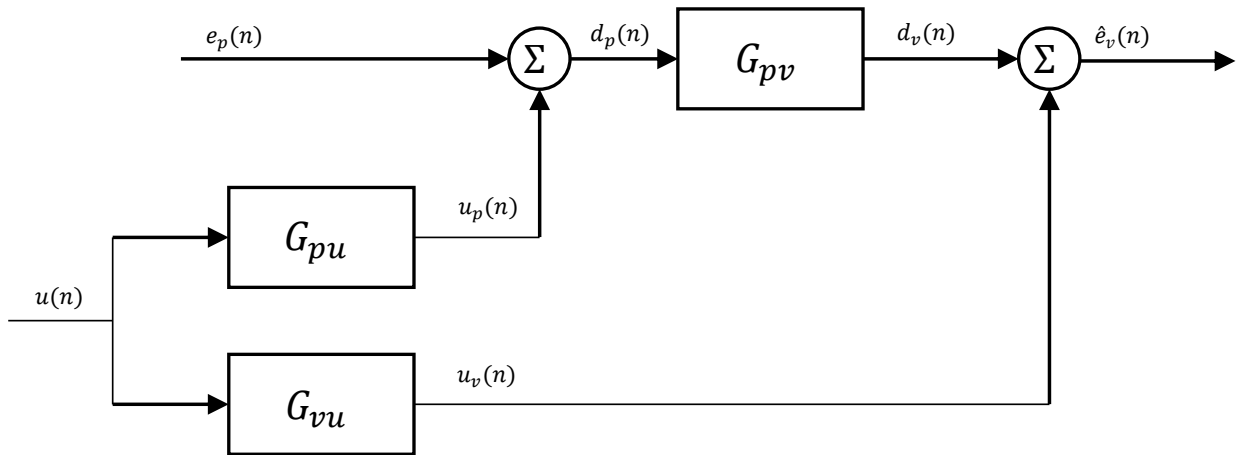 e_p(n)
Σ
d_p(n)
G_pv
d_v(n)
Σ
ê_v(n)
G_pu
u_p(n)
u(n)
G_vu
u_v(n)